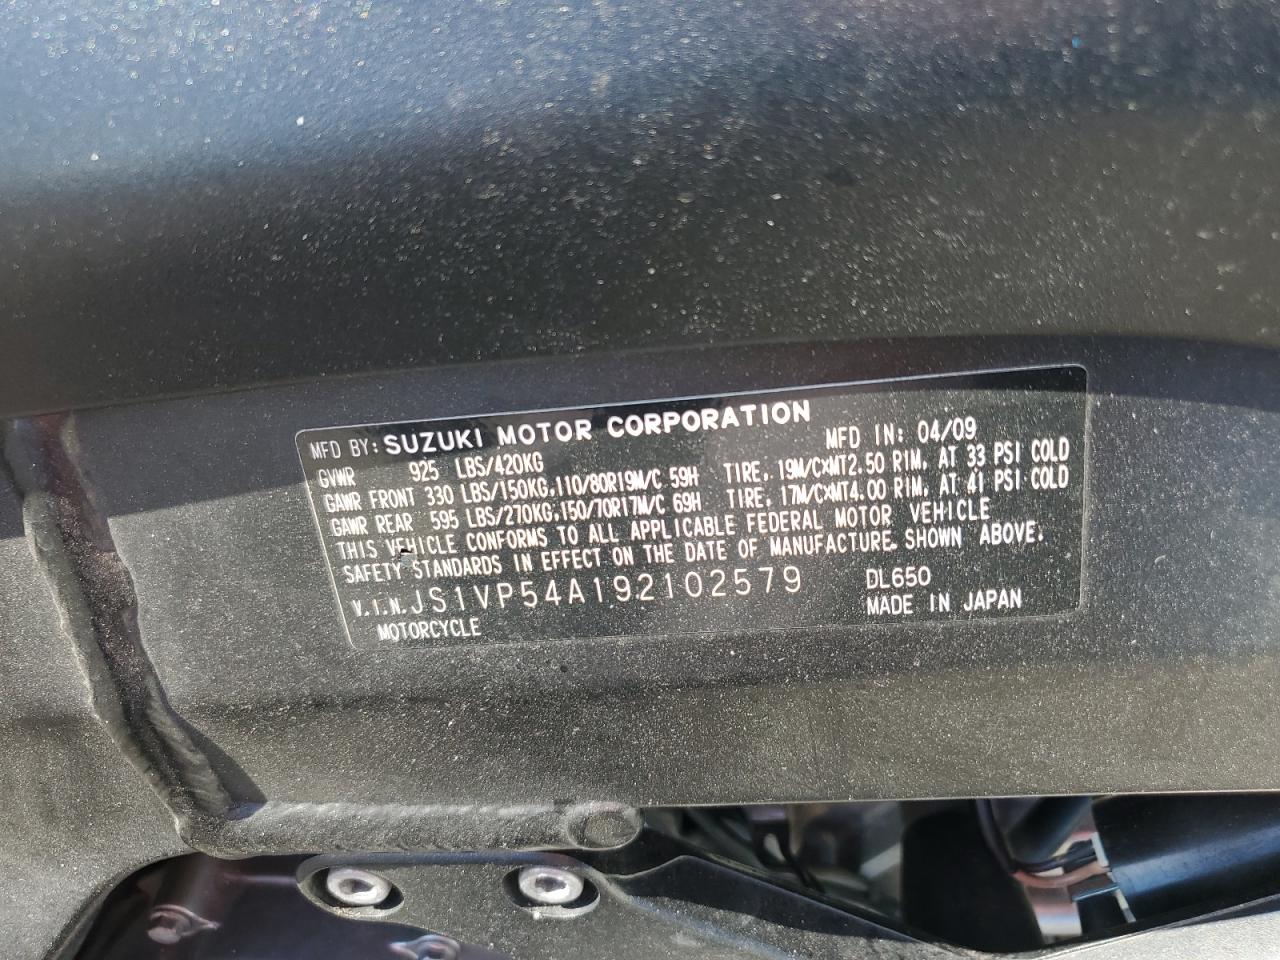 MFD BY: SUZUKI MOTOR CORPORATION MFD IN: 04/09
GVWR 925 LBS/420KG
GAWR FRONT 330 LBS/150KG,110/80R19M/C 59H TIRE, 19M/C×MT2.50 RIM, AT 33 PSI COLD
GAWR REAR 595 LBS/270KG,150/70R17M/C 69H TIRE, 17M/C×MT4.00 RIM, AT 41 PSI COLD
THIS VEHICLE CONFORMS TO ALL APPLICABLE FEDERAL MOTOR VEHICLE
SAFETY STANDARDS IN EFFECT ON THE DATE OF MANUFACTURE SHOWN ABOVE.
V.I.N. JS1VP54A192102579 DL650
MOTORCYCLE MADE IN JAPAN